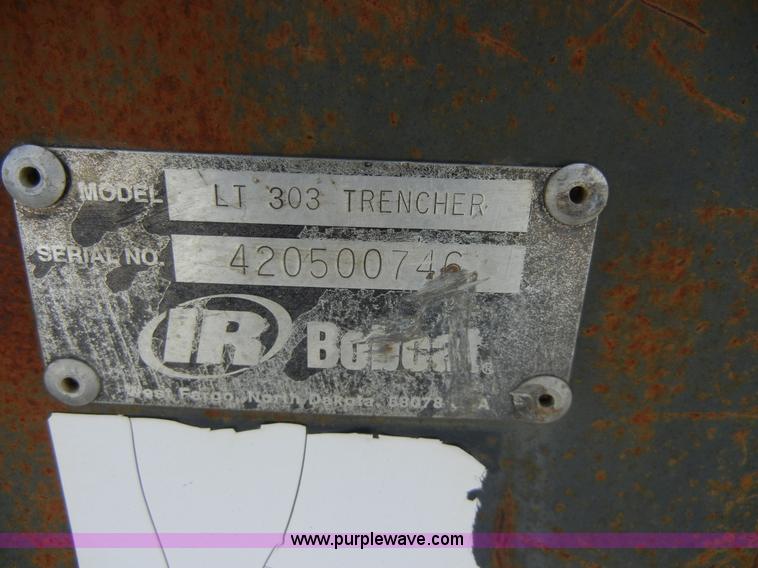 MODEL LT 303 TRENCHER
SERIAL NO. 420500746
IR Bobcat®
West Fargo, North Dakota, 58078 A
www.purplewave.com